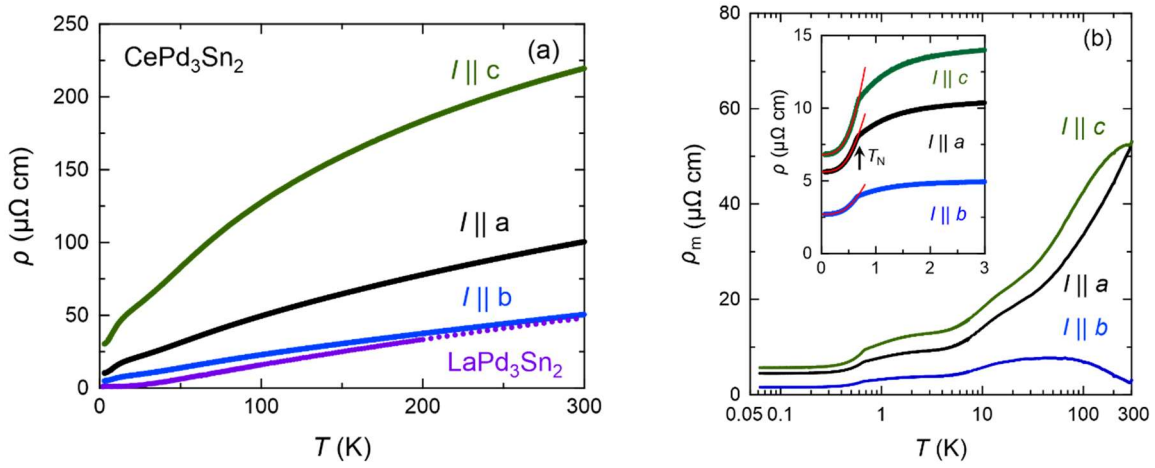 250
200
150
100
50
0
ρ (μΩ cm)
CePd₃Sn₂
(a)
I || c
I || a
I || b
LaPd₃Sn₂
0 100 200 300
T (K)
80
60
40
20
0
ρₘ (μΩ cm)
(b)
15
10
5
0
ρ (μΩ cm)
I || c
I || a
T_N
I || b
0 1 2 3
I || c
I || a
I || b
0.05 0.1 1 10 100 300
T (K)